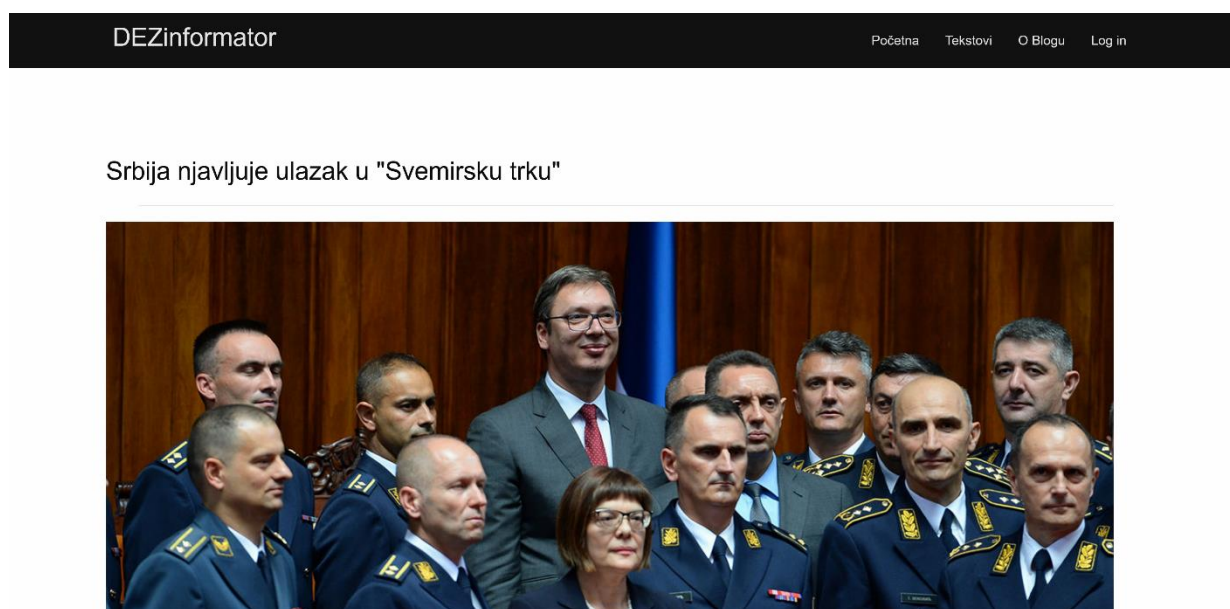 DEZinformator
Početna Tekstovi O Blogu Log in
Srbija njavljuje ulazak u "Svemirsku trku"